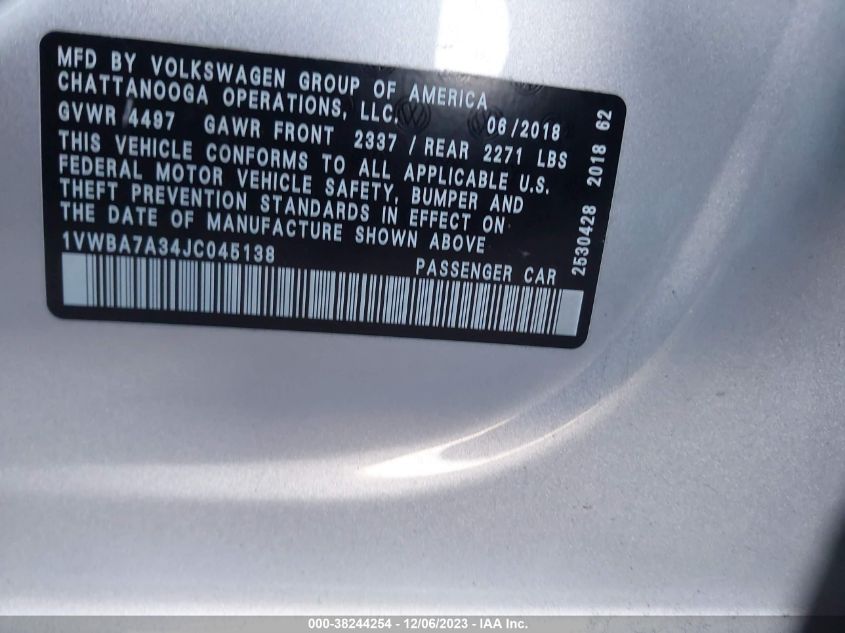 MFD BY VOLKSWAGEN GROUP OF AMERICA
CHATTANOOGA OPERATIONS, LLC.
06/2018
GVWR 4497 GAWR FRONT 2337 / REAR 2271 LBS
THIS VEHICLE CONFORMS TO ALL APPLICABLE U.S.
FEDERAL MOTOR VEHICLE SAFETY, BUMPER AND
THEFT PREVENTION STANDARDS IN EFFECT ON
THE DATE OF MANUFACTURE SHOWN ABOVE
1VWBA7A34JC045138
PASSENGER CAR
2530428 2018 62
000-38244254 - 12/06/2023 - IAA Inc.